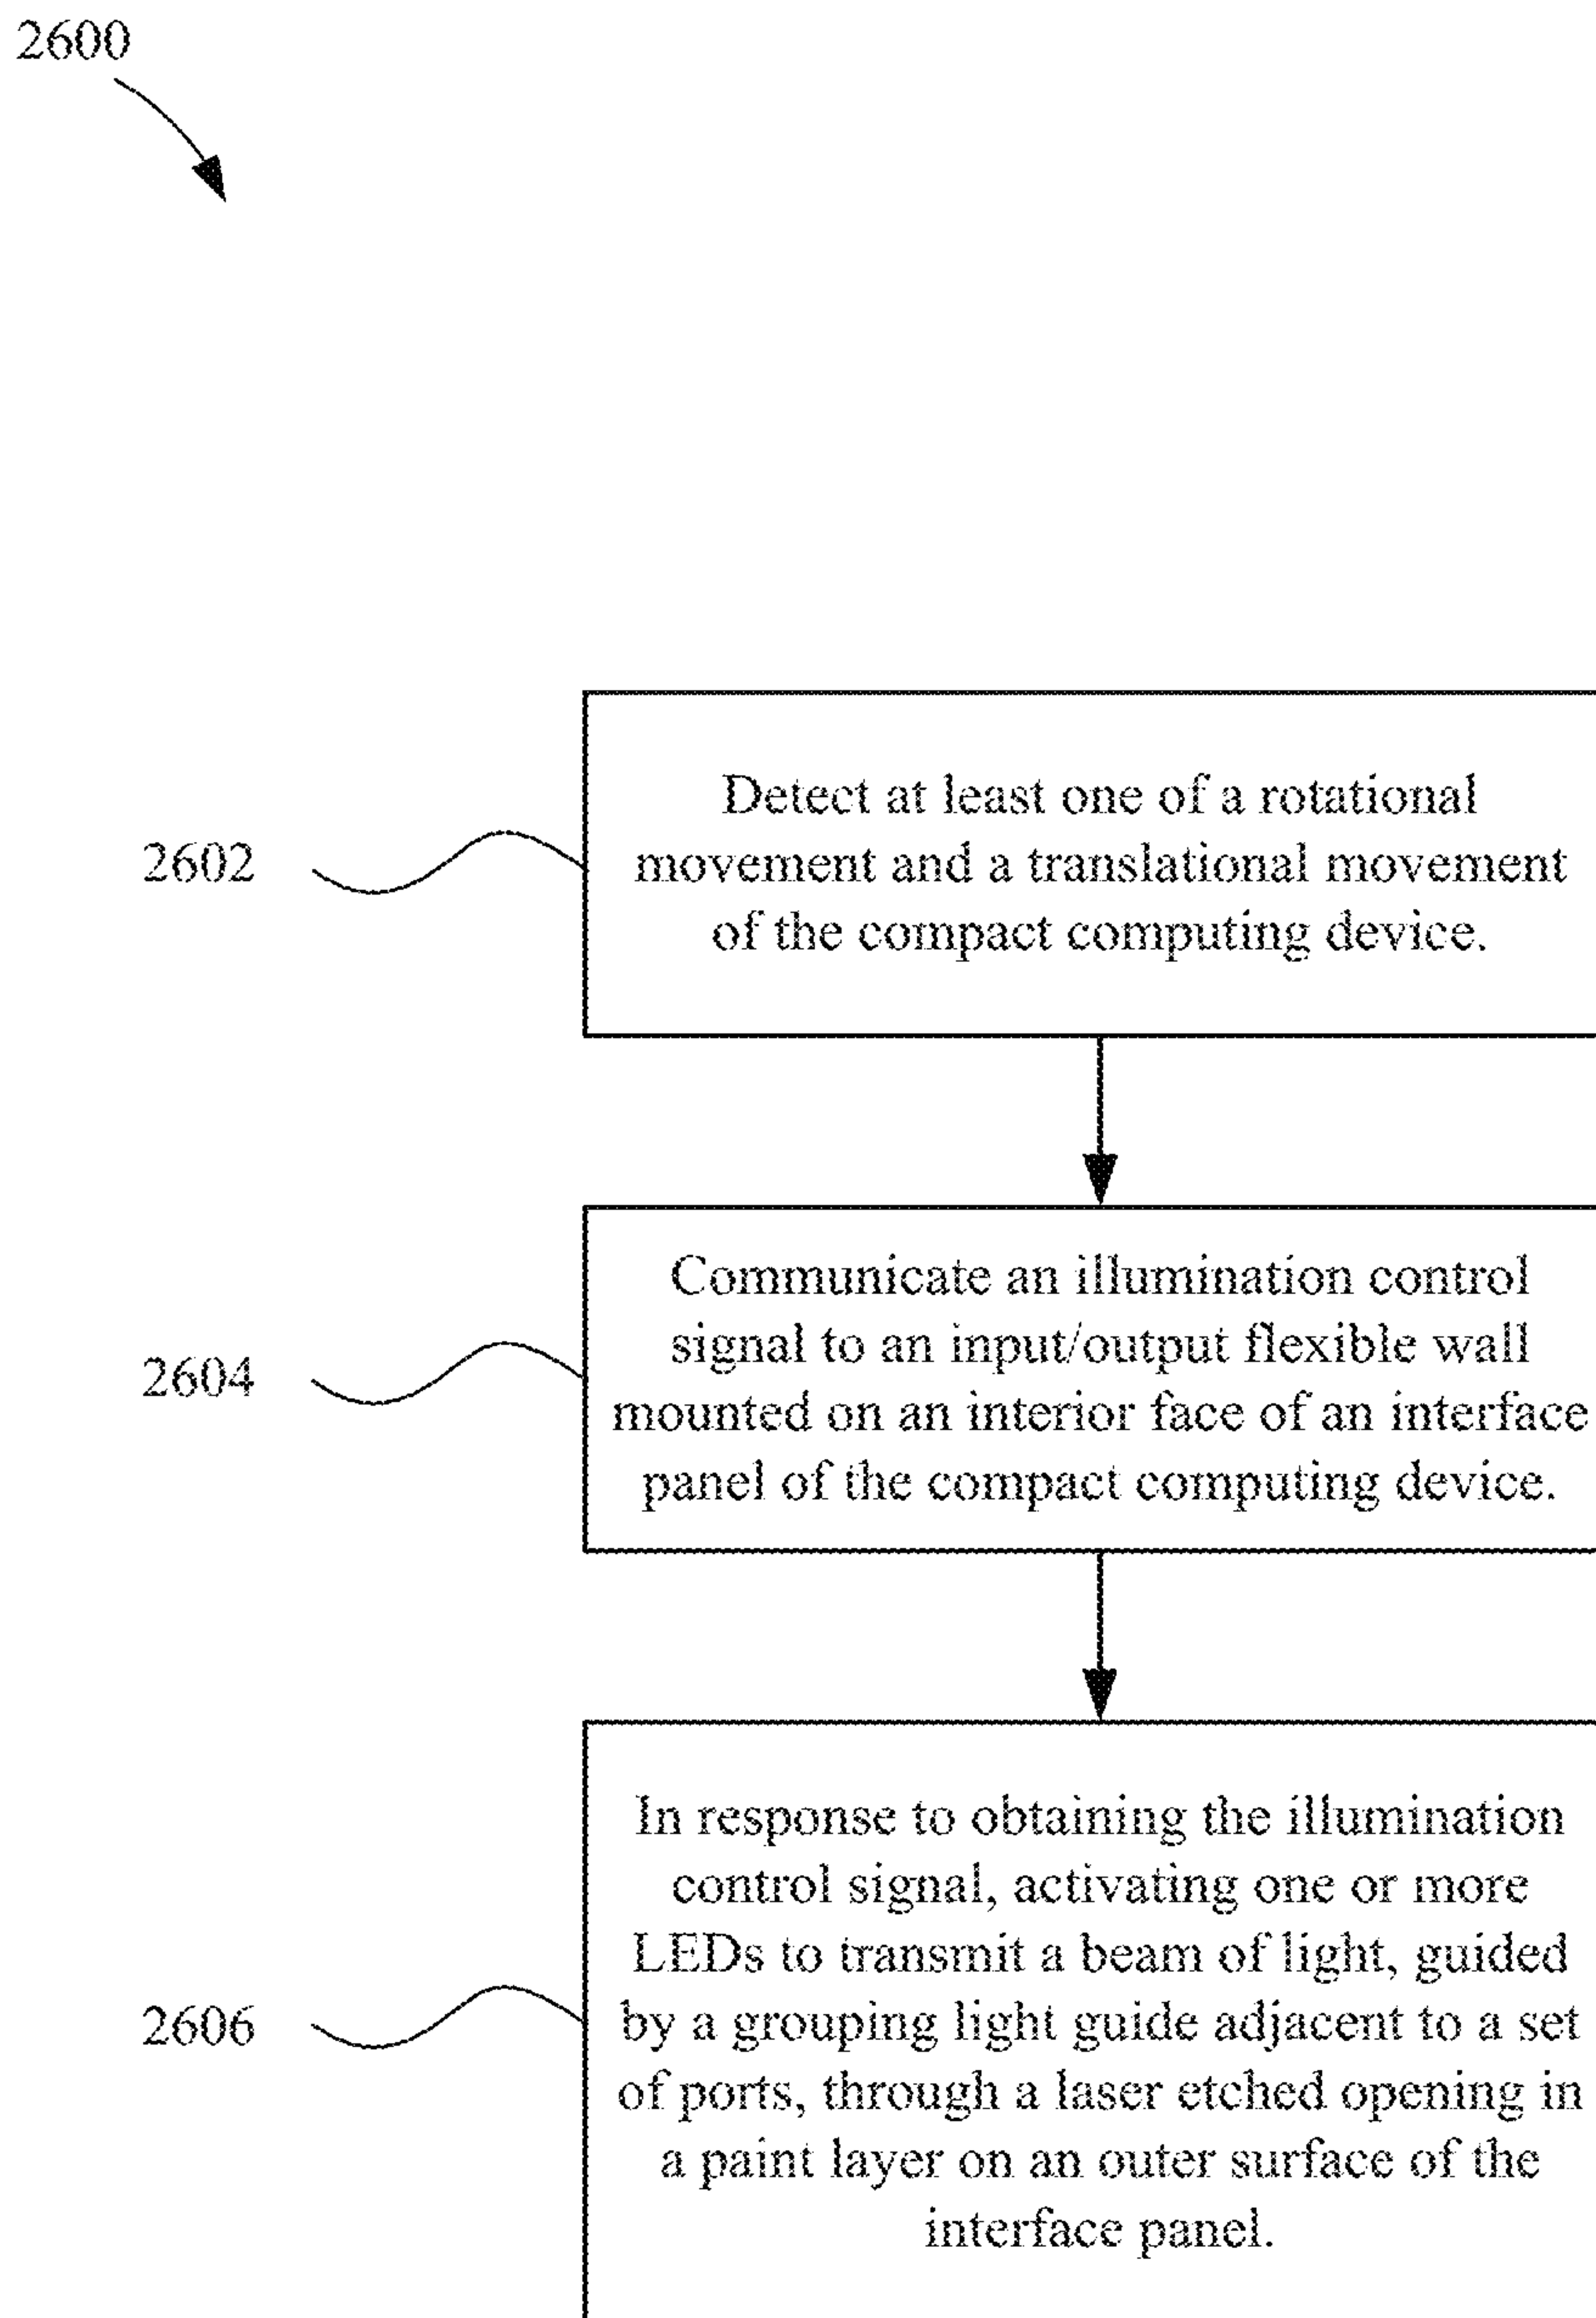 2600
2602
Detect at least one of a rotational
movement and a translational movement
of the compact computing device.
2604
Communicate an illumination control
signal to an input/output flexible wall
mounted on an interior face of an interface
panel of the compact computing device.
2606
In response to obtaining the illumination
control signal, activating one or more
LEDs to transmit a beam of light, guided
by a grouping light guide adjacent to a set
of ports, through a laser etched opening in
a paint layer on an outer surface of the
interface panel.